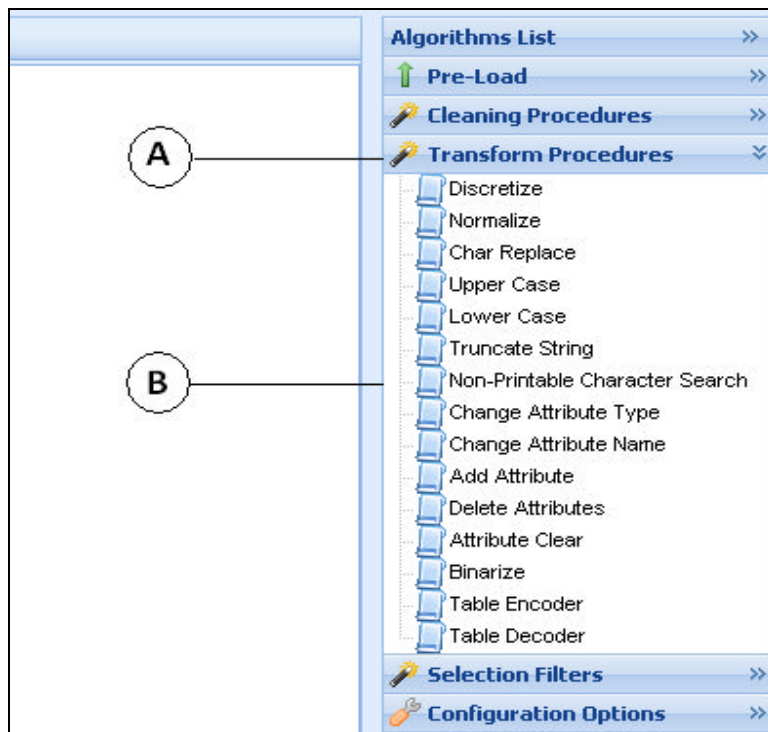 Algorithms List
Pre-Load
Cleaning Procedures
A
Transform Procedures
Discretize
Normalize
Char Replace
Upper Case
Lower Case
Truncate String
B
Non-Printable Character Search
Change Attribute Type
Change Attribute Name
Add Attribute
Delete Attributes
Attribute Clear
Binarize
Table Encoder
Table Decoder
Selection Filters
Configuration Options